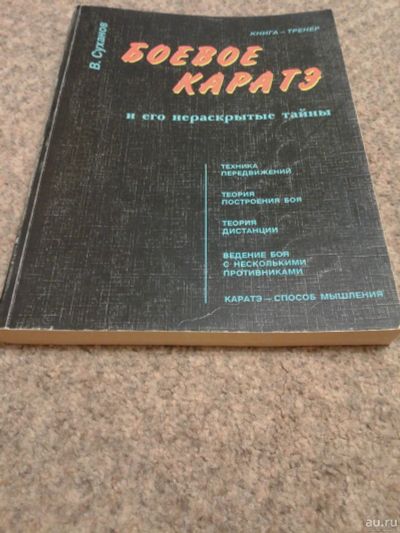 КНИГА – ТРЕНЕР
В. Суханов
БОЕВОЕ
КАРАТЭ
и его нераскрытые тайны
ТЕХНИКА
ПЕРЕДВИЖЕНИЙ
ТЕОРИЯ
ПОСТРОЕНИЯ БОЯ
ТЕОРИЯ
ДИСТАНЦИИ
ВЕДЕНИЕ БОЯ
С НЕСКОЛЬКИМИ
ПРОТИВНИКАМИ
КАРАТЭ — СПОСОБ МЫШЛЕНИЯ
au.ru